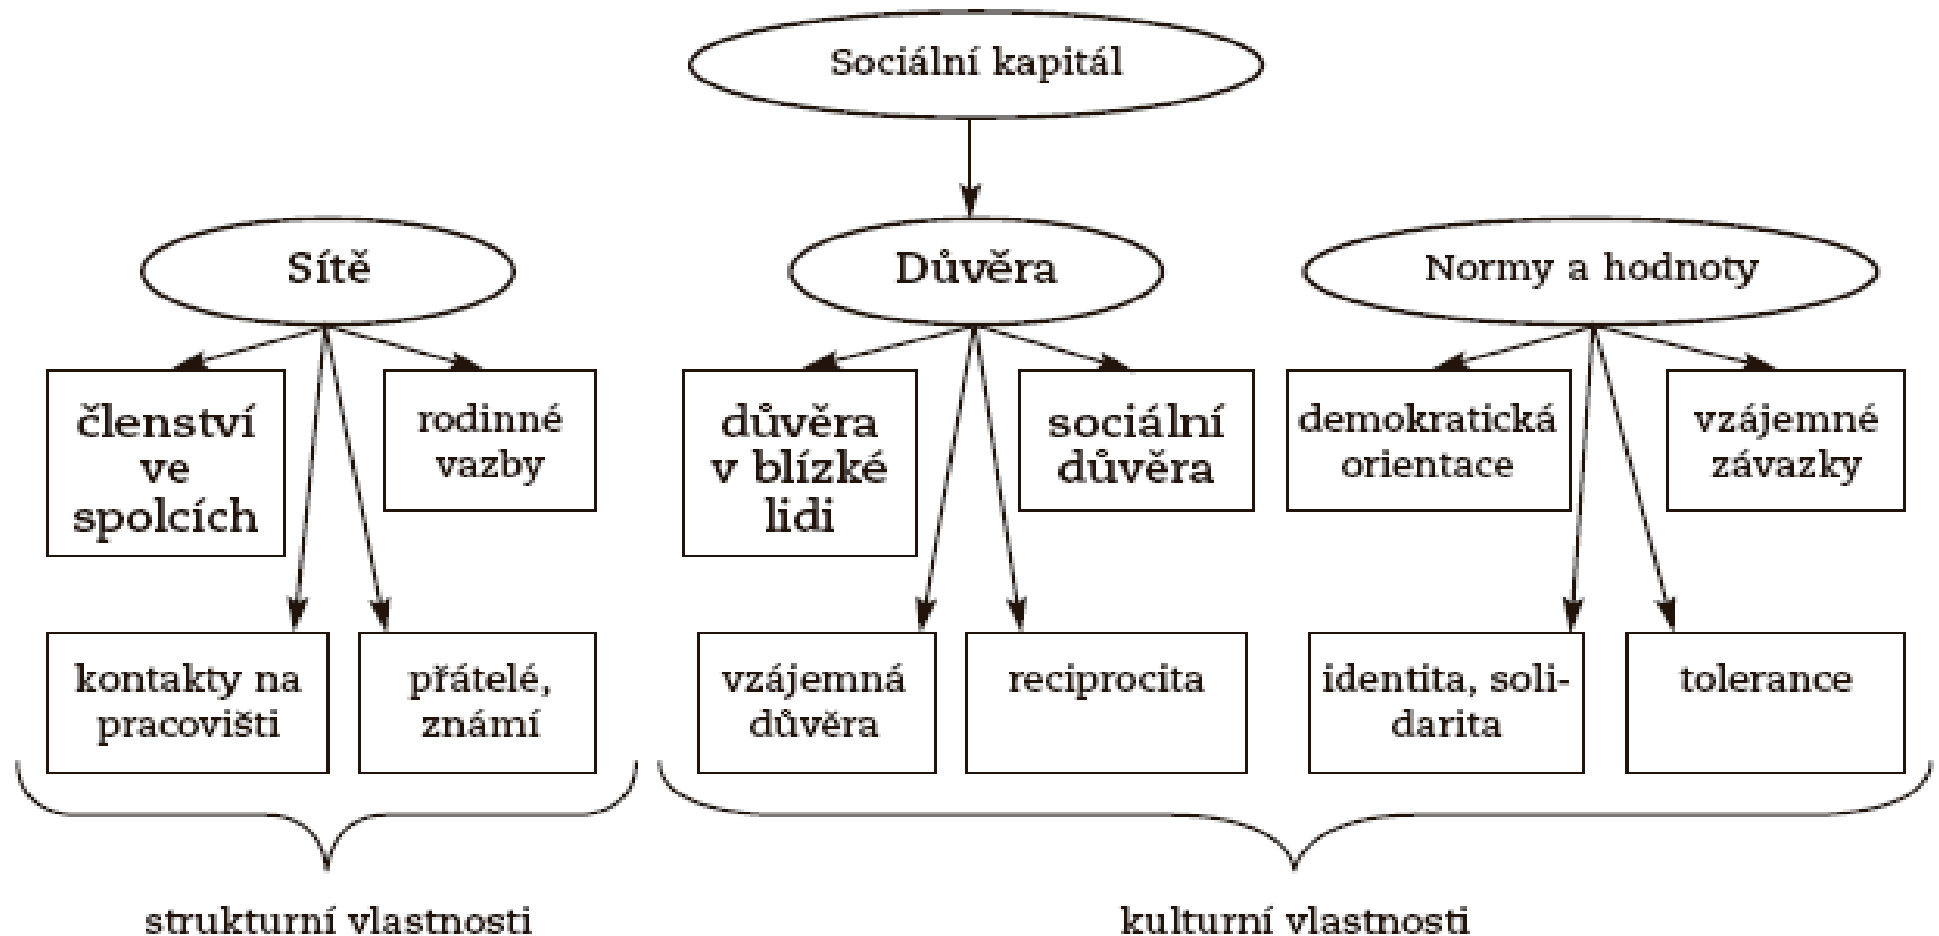 Sociální kapitál
Sítě
Důvěra
Normy a hodnoty
členství
ve
spolcích
rodinné
vazby
důvěra
v blízké
lidi
sociální
důvěra
demokratická
orientace
vzájemné
závazky
kontakty na
pracovišti
přátelé,
známí
vzájemná
důvěra
reciprocita
identita, soli-
darita
tolerance
strukturní vlastnosti
kulturní vlastnosti